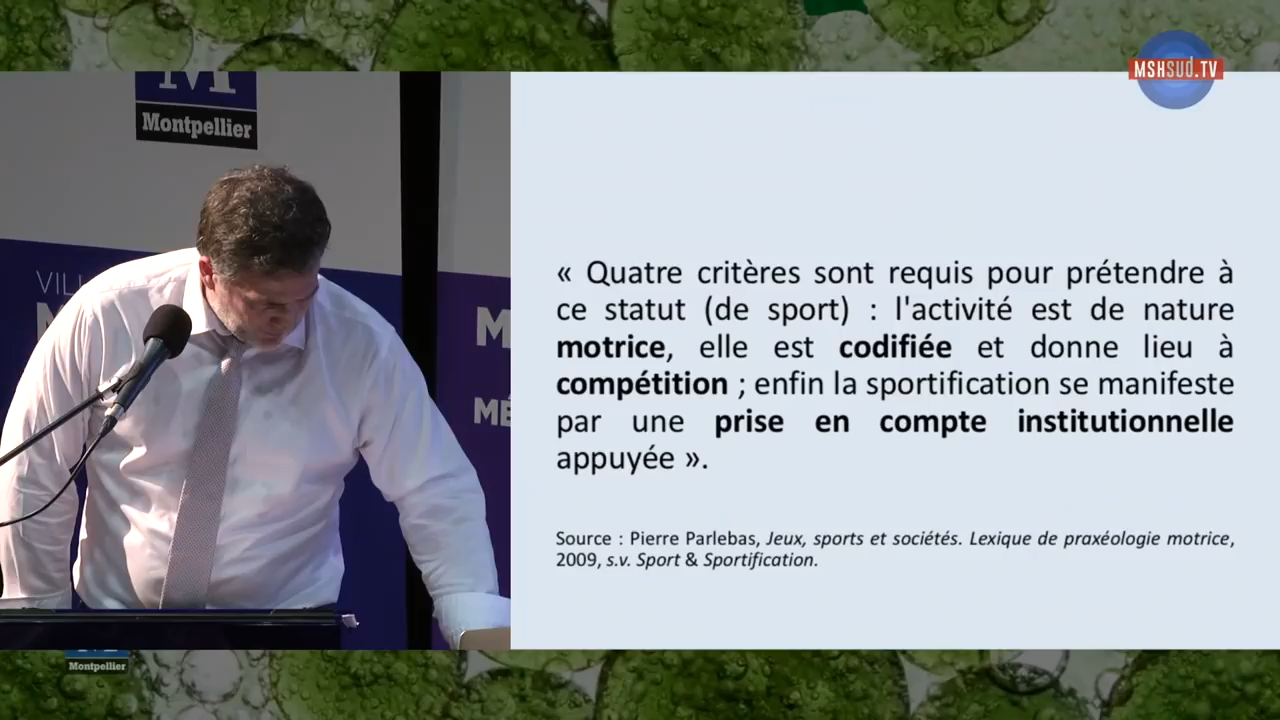 MSHSUD.TV
M
Montpellier
VILL
M
MÉ
« Quatre critères sont requis pour prétendre à
ce statut (de sport) : l'activité est de nature
motrice, elle est codifiée et donne lieu à
compétition ; enfin la sportification se manifeste
par une prise en compte institutionnelle
appuyée ».
Source : Pierre Parlebas, Jeux, sports et sociétés. Lexique de praxéologie motrice,
2009, s.v. Sport & Sportification.
Montpellier